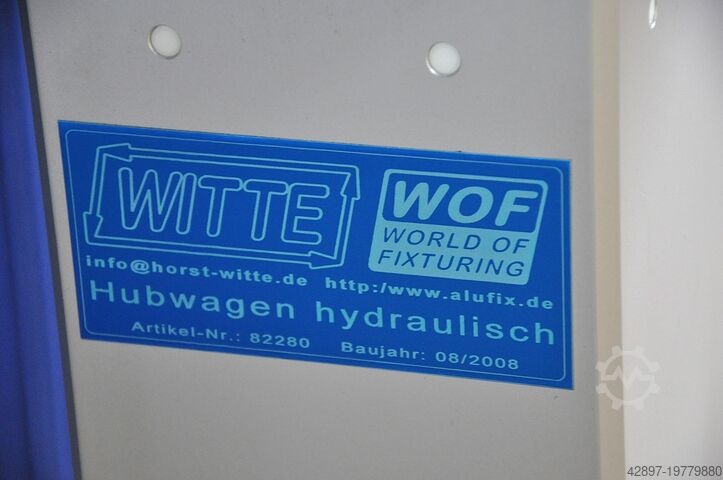 WITTE
WOF
WORLD OF
FIXTURING
info@horst-witte.de http:/www.alufix.de
Hubwagen hydraulisch
Artikel-Nr.: 82280 Baujahr: 08/2008
42897-19779880